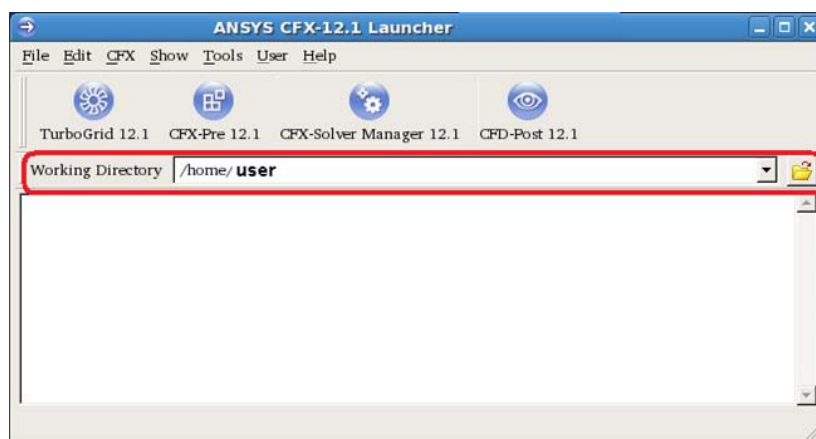 ANSYS CFX-12.1 Launcher
File Edit CFX Show Tools User Help
TurboGrid 12.1 CFX-Pre 12.1 CFX-Solver Manager 12.1 CFD-Post 12.1
Working Directory /home/user